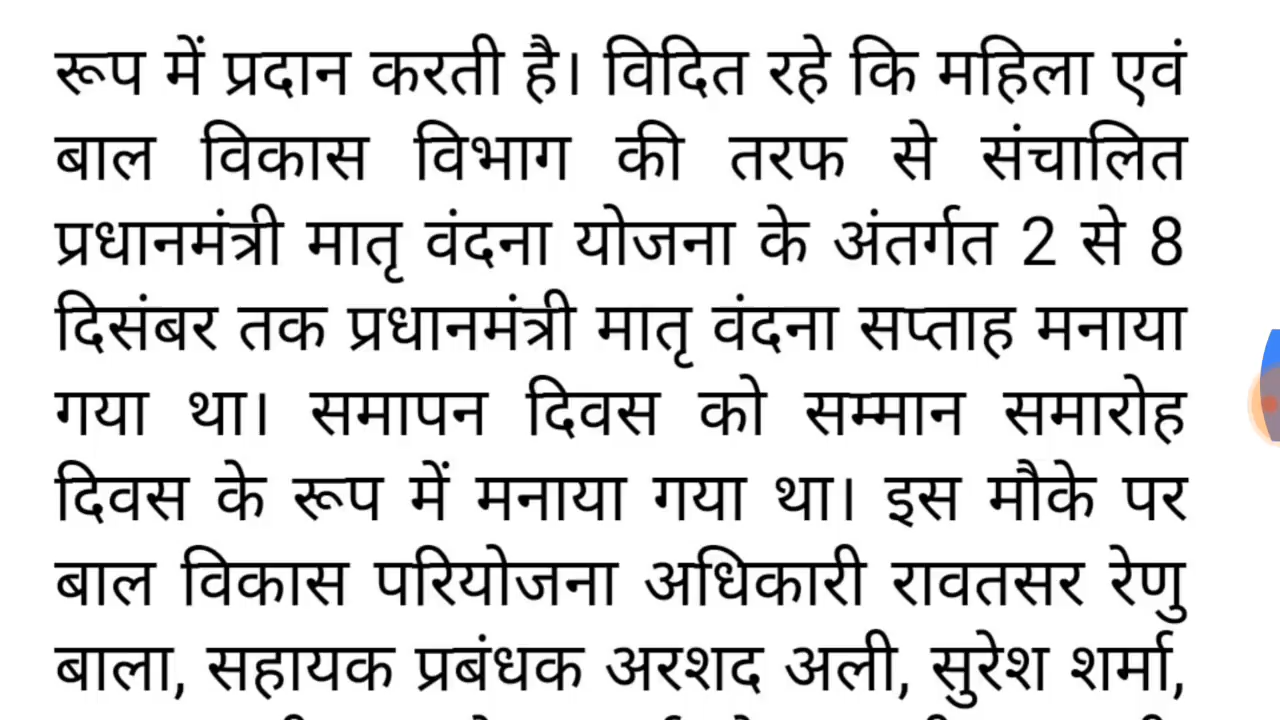 रूप में प्रदान करती है। विदित रहे कि महिला एवं
बाल विकास विभाग की तरफ से संचालित
प्रधानमंत्री मातृ वंदना योजना के अंतर्गत 2 से 8
दिसंबर तक प्रधानमंत्री मातृ वंदना सप्ताह मनाया
गया था। समापन दिवस को सम्मान समारोह
दिवस के रूप में मनाया गया था। इस मौके पर
बाल विकास परियोजना अधिकारी रावतसर रेणु
बाला, सहायक प्रबंधक अरशद अली, सुरेश शर्मा,